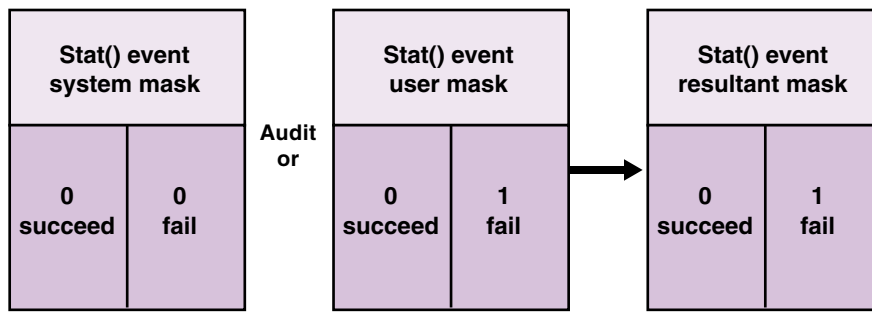 Stat() event
system mask
0
succeed
0
fail
Audit
or
Stat() event
user mask
0
succeed
1
fail
Stat() event
resultant mask
0
succeed
1
fail